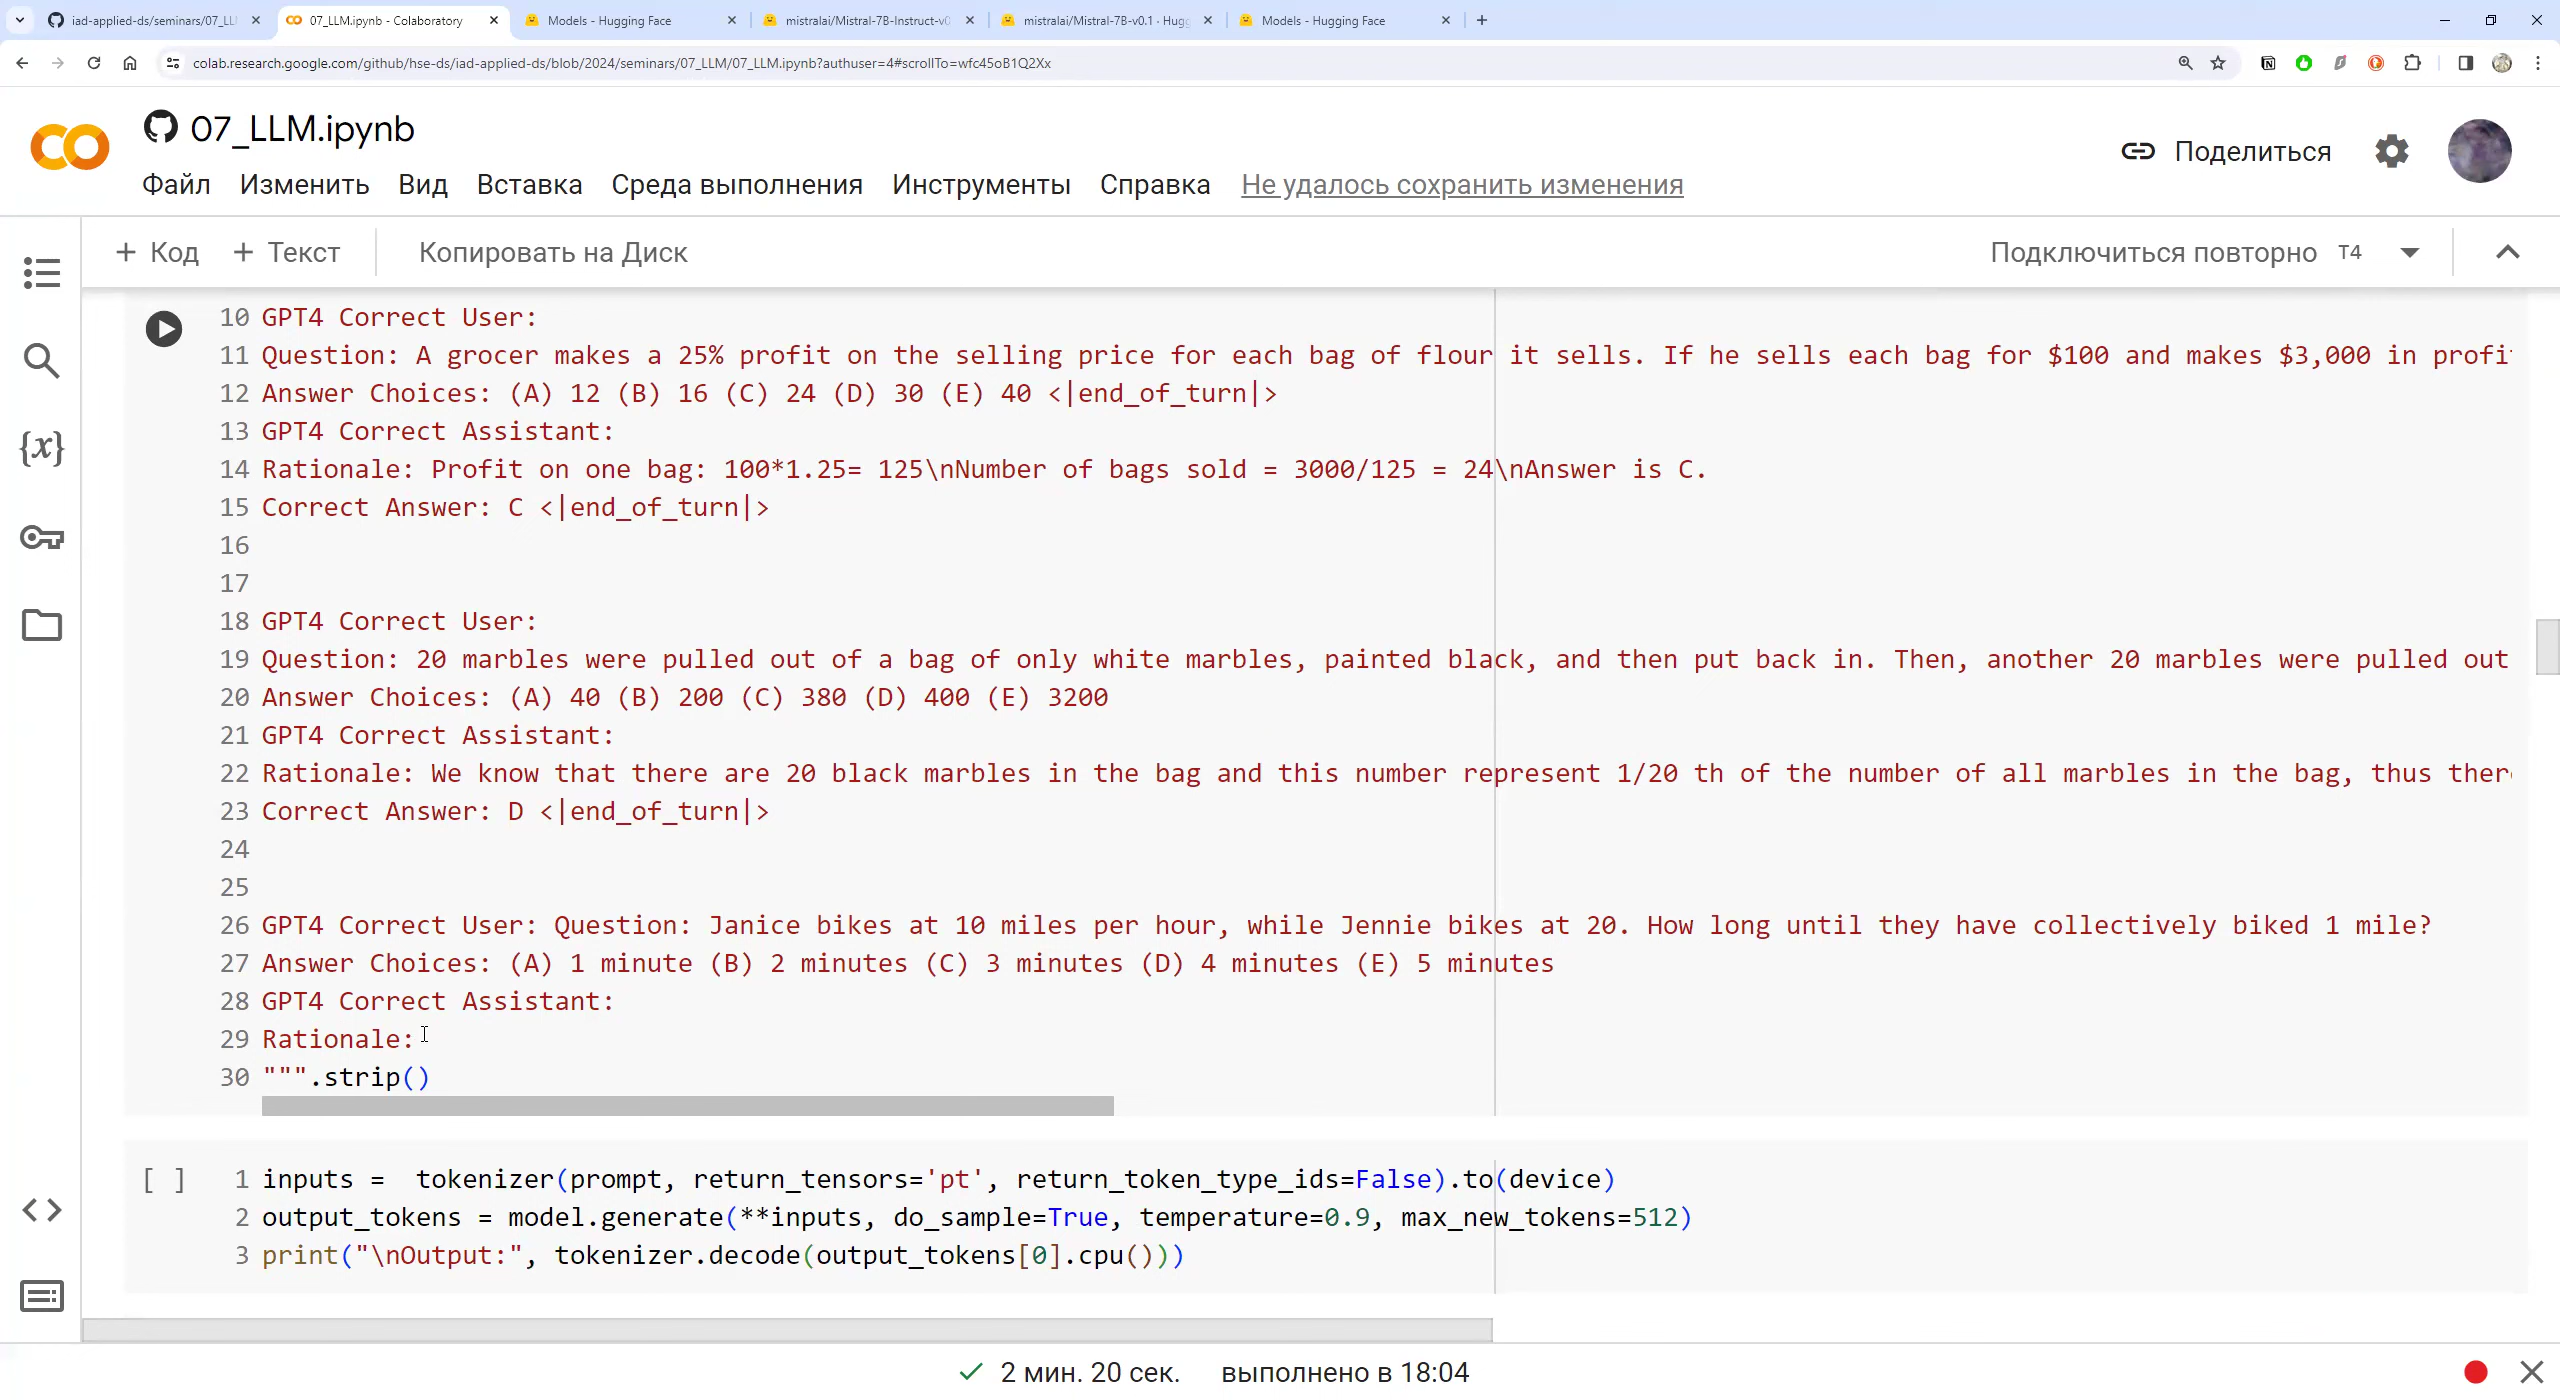 iad-applied-ds/seminars/07_LL
07_LLM.ipynb - Colaboratory
Models - Hugging Face
mistralai/Mistral-7B-Instruct-v0
mistralai/Mistral-7B-v0.1 · Hugg
Models - Hugging Face
colab.research.google.com/github/hse-ds/iad-applied-ds/blob/2024/seminars/07_LLM/07_LLM.ipynb?authuser=4#scrollTo=wfc45oB1Q2Xx
07_LLM.ipynb
Поделиться
Файл Изменить Вид Вставка Среда выполнения Инструменты Справка Не удалось сохранить изменения
+ Код + Текст Копировать на Диск Подключиться повторно T4
10 GPT4 Correct User:
11 Question: A grocer makes a 25% profit on the selling price for each bag of flour it sells. If he sells each bag for $100 and makes $3,000 in profi
12 Answer Choices: (A) 12 (B) 16 (C) 24 (D) 30 (E) 40 <|end_of_turn|>
13 GPT4 Correct Assistant:
14 Rationale: Profit on one bag: 100*1.25= 125\nNumber of bags sold = 3000/125 = 24\nAnswer is C.
15 Correct Answer: C <|end_of_turn|>
16
17
18 GPT4 Correct User:
19 Question: 20 marbles were pulled out of a bag of only white marbles, painted black, and then put back in. Then, another 20 marbles were pulled out
20 Answer Choices: (A) 40 (B) 200 (C) 380 (D) 400 (E) 3200
21 GPT4 Correct Assistant:
22 Rationale: We know that there are 20 black marbles in the bag and this number represent 1/20 th of the number of all marbles in the bag, thus ther
23 Correct Answer: D <|end_of_turn|>
24
25
26 GPT4 Correct User: Question: Janice bikes at 10 miles per hour, while Jennie bikes at 20. How long until they have collectively biked 1 mile?
27 Answer Choices: (A) 1 minute (B) 2 minutes (C) 3 minutes (D) 4 minutes (E) 5 minutes
28 GPT4 Correct Assistant:
29 Rationale:
30 """.strip()
[ ] 1 inputs =  tokenizer(prompt, return_tensors='pt', return_token_type_ids=False).to(device)
2 output_tokens = model.generate(**inputs, do_sample=True, temperature=0.9, max_new_tokens=512)
3 print("\nOutput:", tokenizer.decode(output_tokens[0].cpu()))
2 мин. 20 сек. выполнено в 18:04